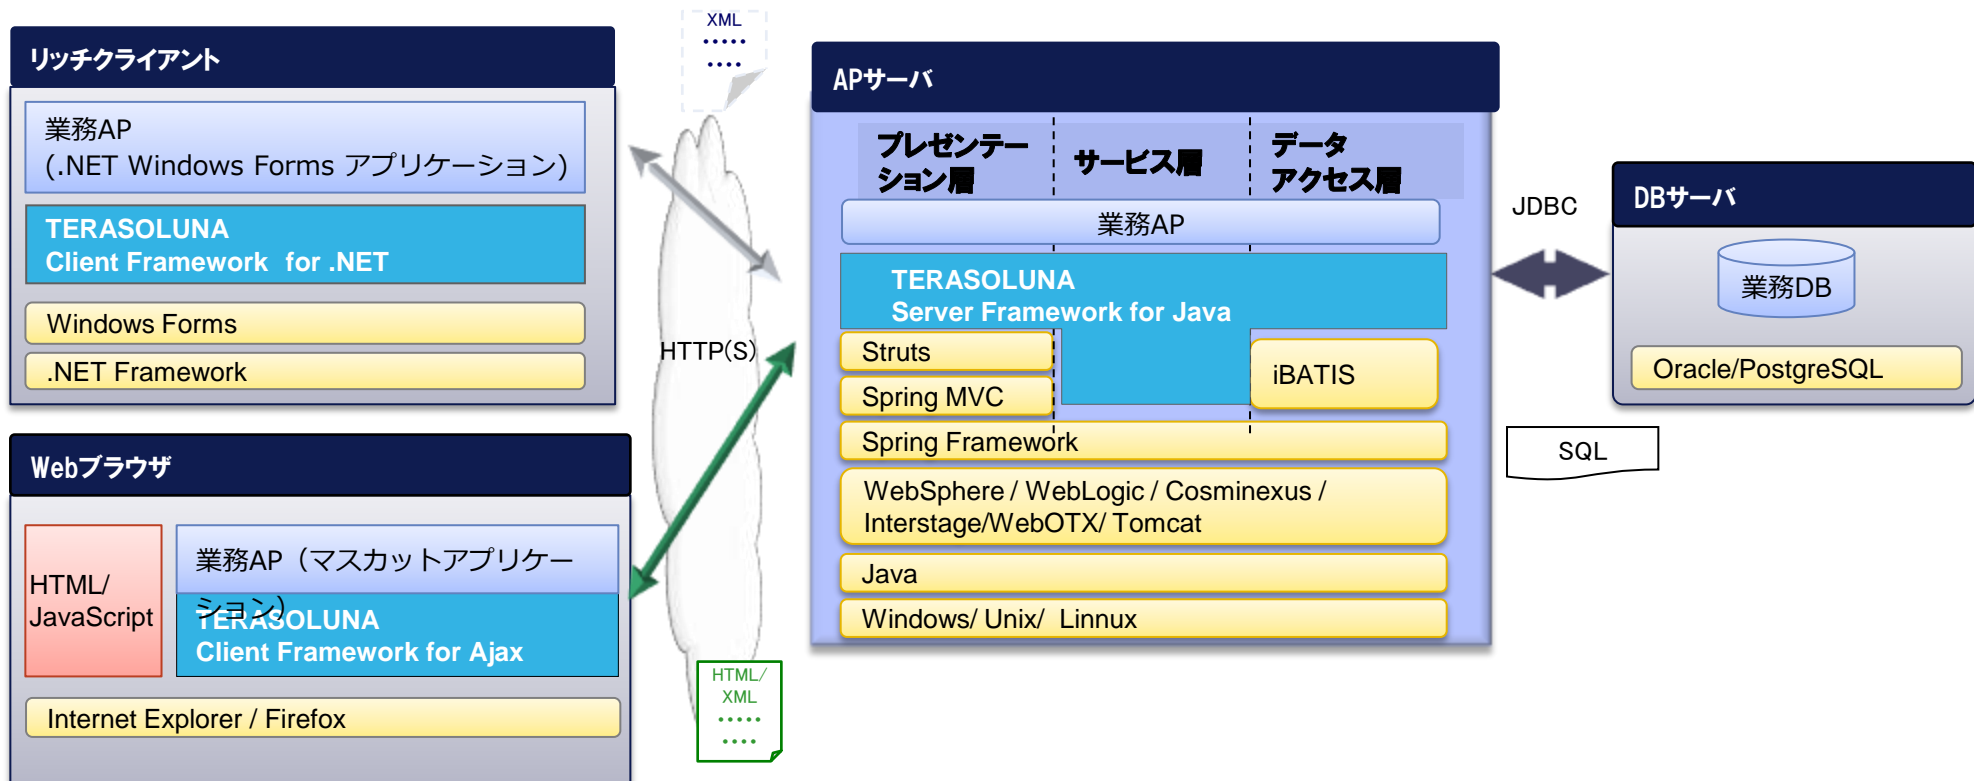 リッチクライアント
業務AP
(.NET Windows Forms アプリケーション)
TERASOLUNA
Client Framework for .NET
Windows Forms
.NET Framework
Webブラウザ
HTML/
JavaScript
業務AP（マスカットアプリケー
ション）
TERASOLUNA
Client Framework for Ajax
Internet Explorer / Firefox
XML
•••••
••••
HTTP(S)
HTML/
XML
•••••
••••
APサーバ
プレゼンテー
ション層
サービス層
データ
アクセス層
業務AP
TERASOLUNA
Server Framework for Java
Struts
Spring MVC
iBATIS
Spring Framework
WebSphere / WebLogic / Cosminexus /
Interstage/WebOTX/ Tomcat
Java
Windows/ Unix/ Linnux
JDBC
SQL
DBサーバ
業務DB
Oracle/PostgreSQL